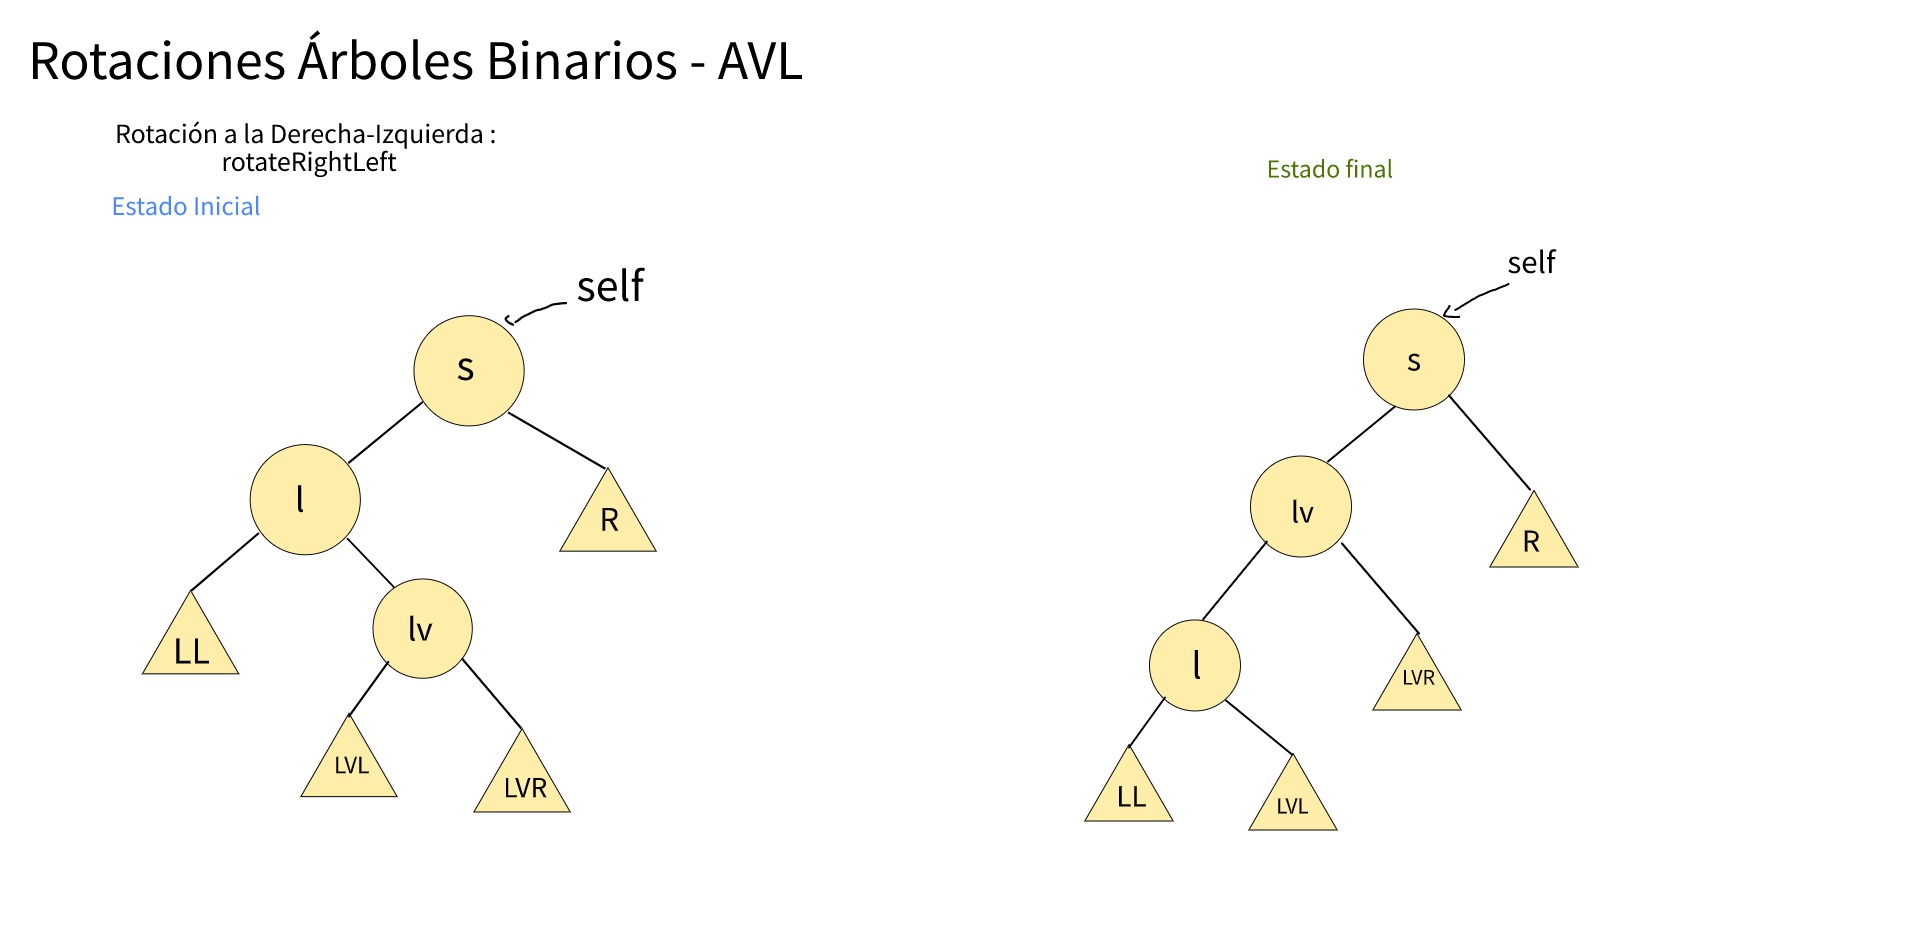 Rotaciones Árboles Binarios - AVL
Rotación a la Derecha-Izquierda :
rotateRightLeft
Estado Inicial
self
s
l
R
LL
lv
LVL
LVR
Estado final
self
s
lv
R
l
LVR
LL
LVL